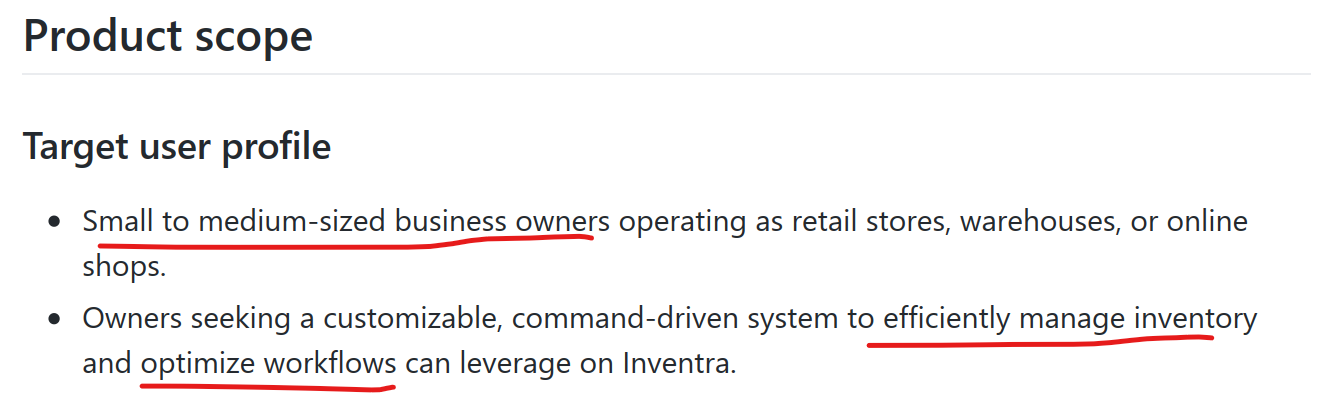 Product scope
Target user profile
• Small to medium-sized business owners operating as retail stores, warehouses, or online
shops.
• Owners seeking a customizable, command-driven system to efficiently manage inventory
and optimize workflows can leverage on Inventra.